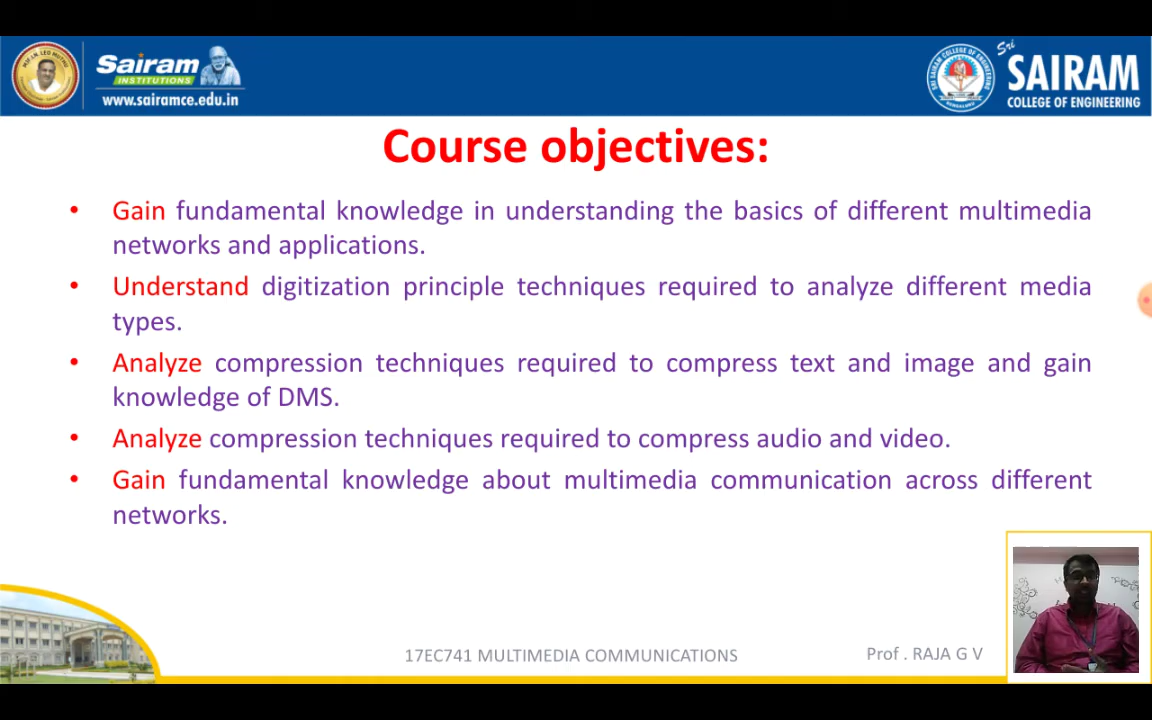 Sairam
INSTITUTIONS
www.sairamce.edu.in
Sri
SAIRAM
COLLEGE OF ENGINEERING
Course objectives:
• Gain fundamental knowledge in understanding the basics of different multimedia
networks and applications.
• Understand digitization principle techniques required to analyze different media
types.
• Analyze compression techniques required to compress text and image and gain
knowledge of DMS.
• Analyze compression techniques required to compress audio and video.
• Gain fundamental knowledge about multimedia communication across different
networks.
17EC741 MULTIMEDIA COMMUNICATIONS
Prof . RAJA G V